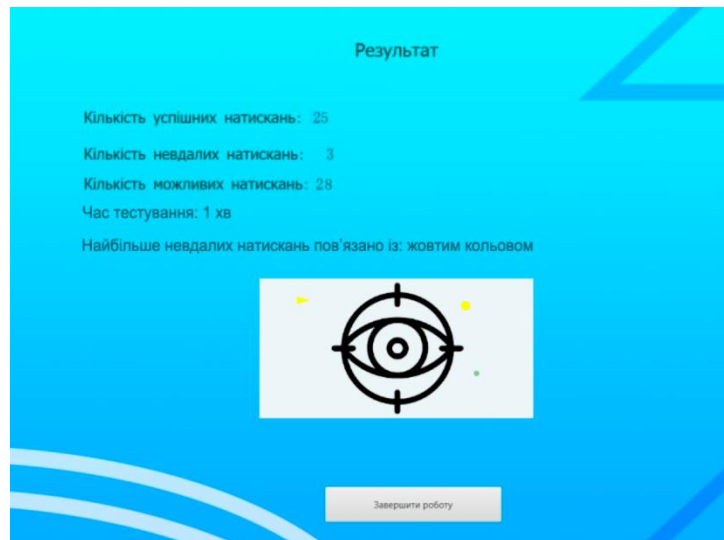 Результат
Кількість успішних натискань: 25
Кількість невдалих натискань: 3
Кількість можливих натискань: 28
Час тестування: 1 хв
Найбільше невдалих натискань пов'язано із: жовтим кольовом
Завершити роботу